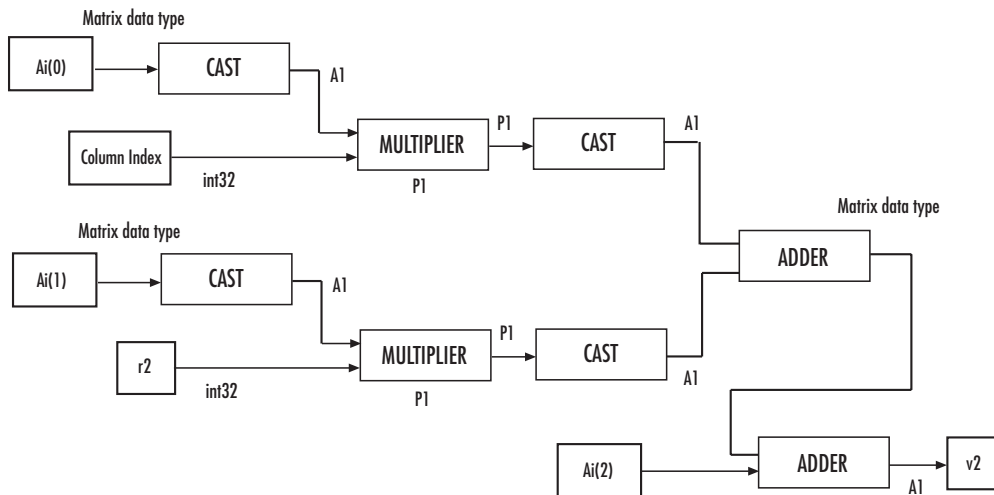 Matrix data type
Ai(0)
CAST
A1
Column Index
int32
MULTIPLIER
P1
P1
CAST
A1
Matrix data type
Matrix data type
ADDER
Ai(1)
CAST
A1
r2
int32
MULTIPLIER
P1
P1
CAST
A1
Ai(2)
ADDER
A1
v2